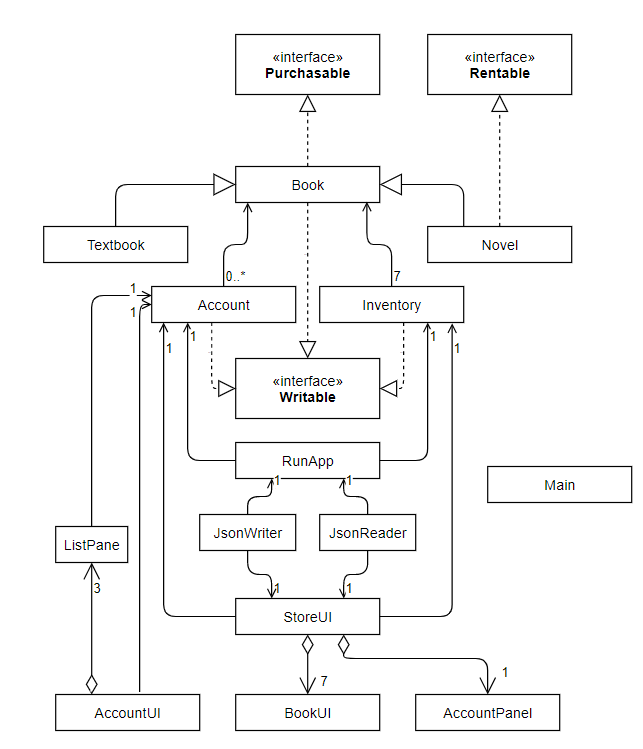 «interface»
Purchasable
«interface»
Rentable
Book
Textbook
Novel
0..*
7
1
1
Account
Inventory
1
1
1
1
«interface»
Writable
RunApp
1
1
Main
JsonWriter
JsonReader
ListPane
3
1
1
StoreUI
7
1
AccountUI
BookUI
AccountPanel